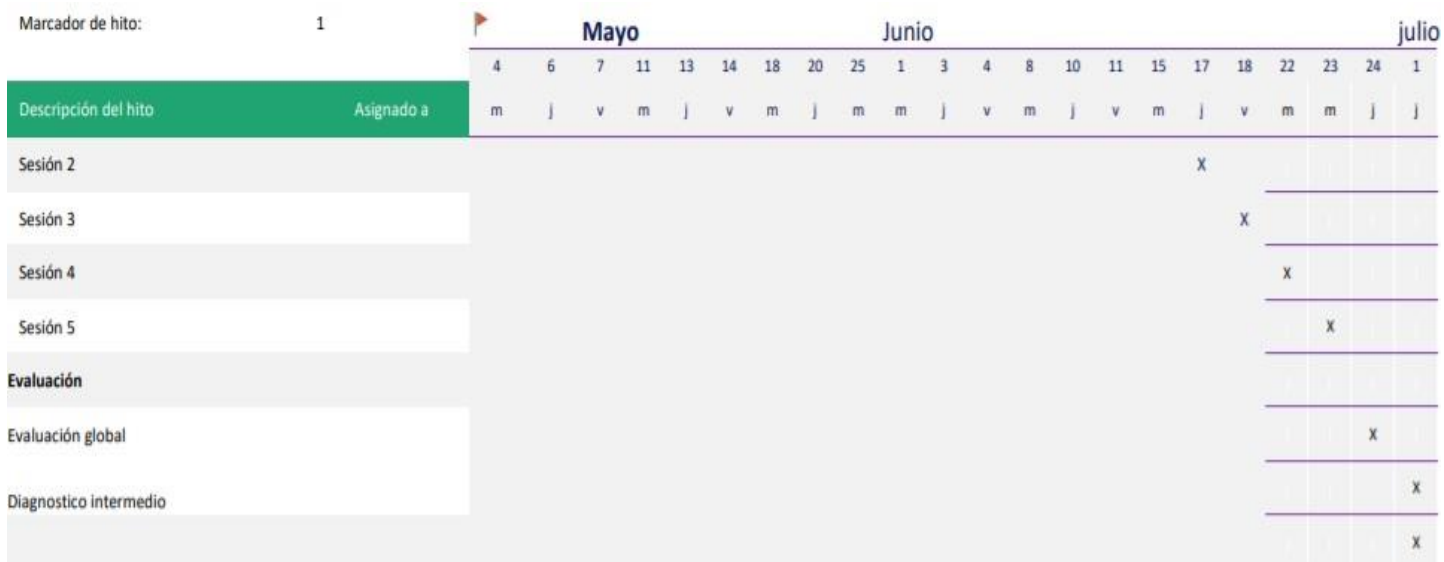 Marcador de hito: 1
Mayo Junio julio
4 6 7 11 13 14 18 20 25 1 3 4 8 10 11 15 17 18 22 23 24 1
Descripción del hito Asignado a m j v m j v m j m m j v m j v m j v m m j j
Sesión 2 X
Sesión 3 X
Sesión 4 X
Sesión 5 X
Evaluación
Evaluación global X
Diagnostico intermedio X
X